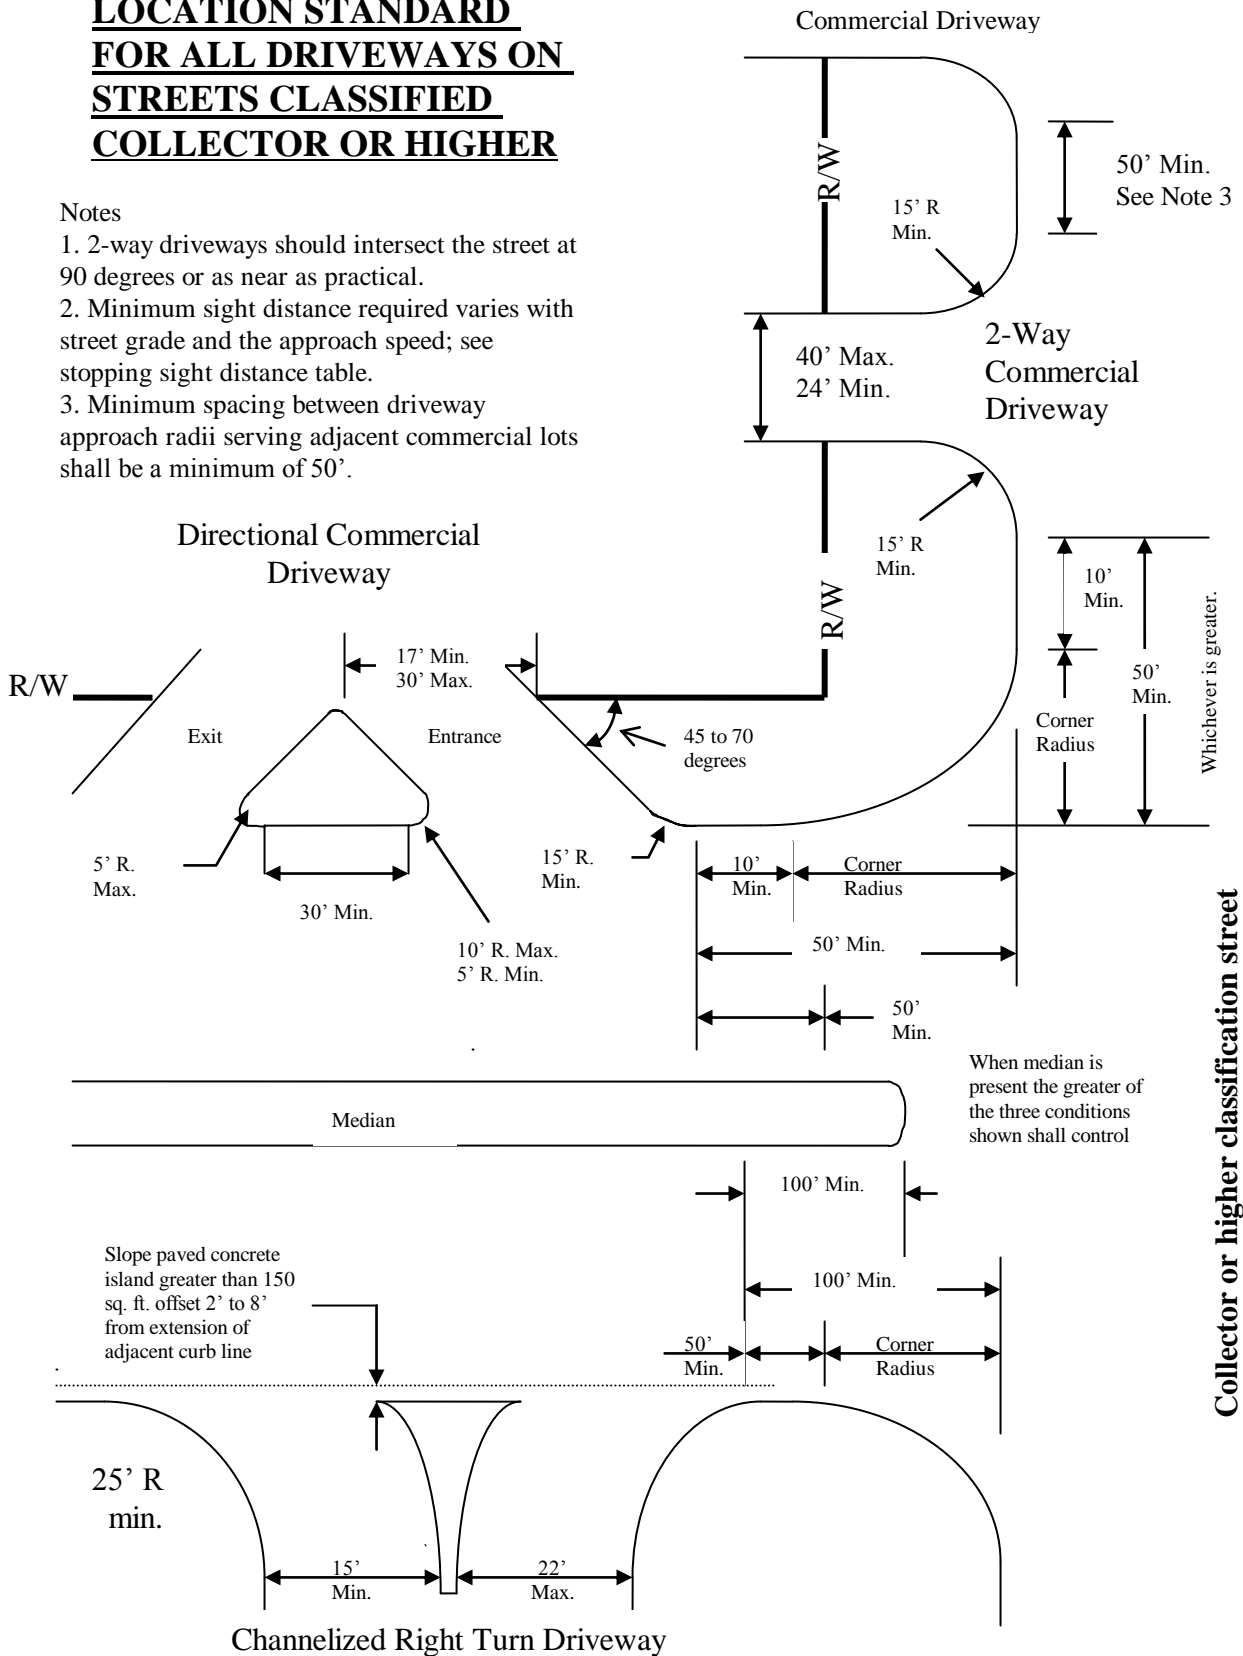 LOCATION STANDARD
FOR ALL DRIVEWAYS ON
STREETS CLASSIFIED
COLLECTOR OR HIGHER
Commercial Driveway
R/W
50’ Min.
See Note 3
15’ R
Min.
Notes
1. 2-way driveways should intersect the street at
90 degrees or as near as practical.
2. Minimum sight distance required varies with
street grade and the approach speed; see
stopping sight distance table.
3. Minimum spacing between driveway
approach radii serving adjacent commercial lots
shall be a minimum of 50’.
40’ Max.
24’ Min.
2-Way
Commercial
Driveway
Directional Commercial
Driveway
15’ R
Min.
R/W
10’
Min.
50’
Min.
Whichever is greater.
Corner
Radius
R/W
17’ Min.
30’ Max.
Exit
Entrance
45 to 70
degrees
5’ R.
Max.
30’ Min.
10’ R. Max.
5’ R. Min.
15’ R.
Min.
10’
Min.
Corner
Radius
50’ Min.
50’
Min.
When median is
present the greater of
the three conditions
shown shall control
Median
100’ Min.
100’ Min.
Collector or higher classification street
Slope paved concrete
island greater than 150
sq. ft. offset 2’ to 8’
from extension of
adjacent curb line
50’
Min.
Corner
Radius
25’ R
min.
15’
Min.
22’
Max.
Channelized Right Turn Driveway